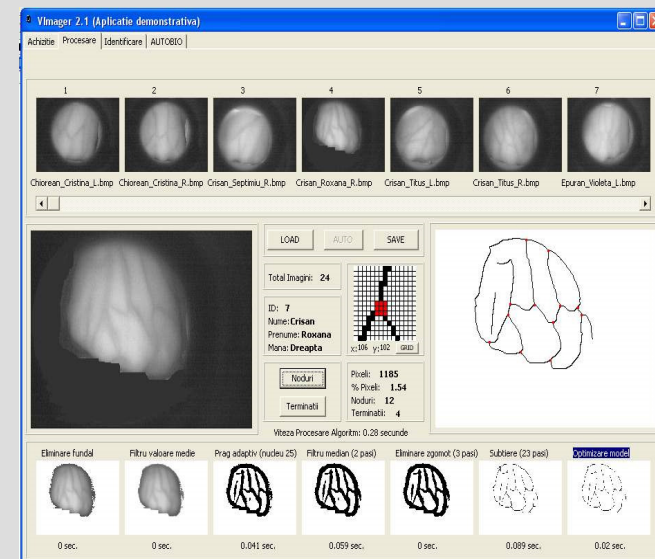 VImager 2.1 (Aplicatie demonstrativa)
Achizitie Procesare Identificare AUTOBIO
1 2 3 4 5 6 7
Chiorean_Cristina_L.bmp Chiorean_Cristina_R.bmp Crisan_Septimiu_R.bmp Crisan_Roxana_R.bmp Crisan_Titus_L.bmp Crisan_Titus_R.bmp Epuran_Violeta_L.bmp
LOAD AUTO SAVE
Total Imagini: 24
ID: 7
Nume:Crisan
Prenume: Roxana
Mana: Dreapta
x:106 y:102 GRID
Noduri
Terminatii
Pixeli: 1185
% Pixeli: 1.54
Noduri: 12
Terminatii: 4
Viteza Procesare Algoritm: 0.28 secunde
Eliminare fundal Filtru valoare medie Prag adaptiv (nucleu 25) Filtru median (2 pasi) Eliminare zgomot (3 pasi) Subtiere (23 pasi) Optimizare model
0 sec. 0 sec. 0.041 sec. 0.059 sec. 0 sec. 0.089 sec. 0.02 sec.